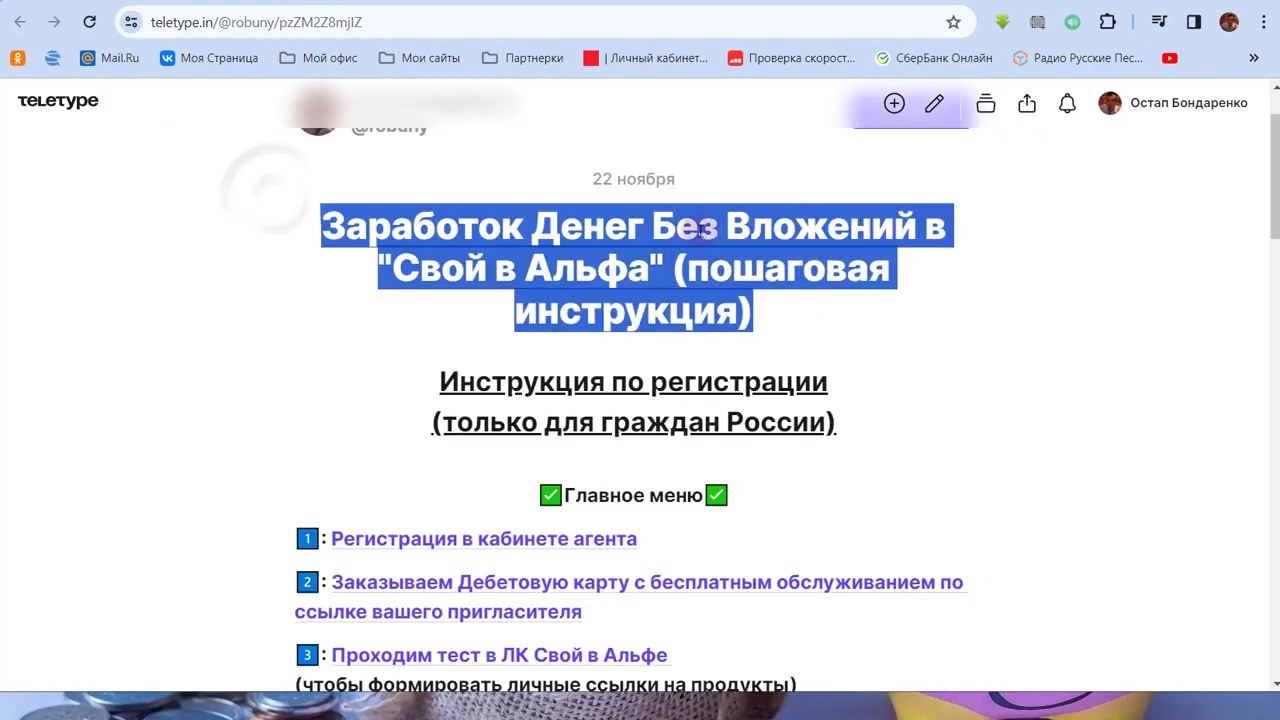 teletype.in/@robuny/pzZM2Z8mjIZ
Mail.Ru
Моя Страница
Мой офис
Мои сайты
Партнерки
| Личный кабинет...
Проверка скорост...
СберБанк Онлайн
Радио Русские Пес...
»
TELETYPE
Остап Бондаренко
@robuny
22 ноября
Заработок Денег Без Вложений в
"Свой в Альфа" (пошаговая
инструкция)
Инструкция по регистрации
(только для граждан России)
✅Главное меню✅
1️⃣: Регистрация в кабинете агента
2️⃣: Заказываем Дебетовую карту с бесплатным обслуживанием по
ссылке вашего пригласителя
3️⃣: Проходим тест в ЛК Свой в Альфе
(чтобы формировать личные ссылки на продукты)